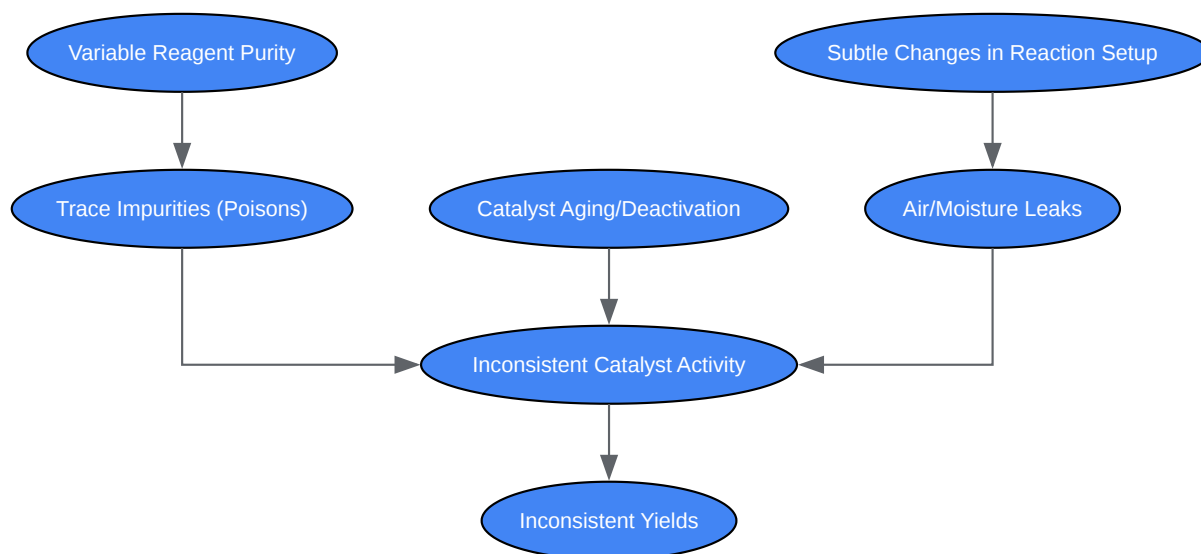 Variable Reagent Purity
Subtle Changes in Reaction Setup
Trace Impurities (Poisons)
Catalyst Aging/Deactivation
Air/Moisture Leaks
Inconsistent Catalyst Activity
Inconsistent Yields